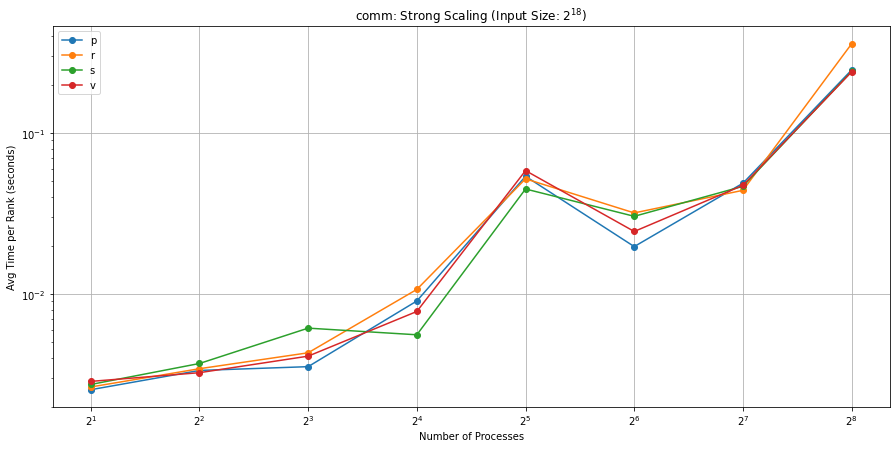 comm: Strong Scaling (Input Size: 2^18)
p
r
s
v
Avg Time per Rank (seconds)
10^−1
10^−2
2^1 2^2 2^3 2^4 2^5 2^6 2^7 2^8
Number of Processes